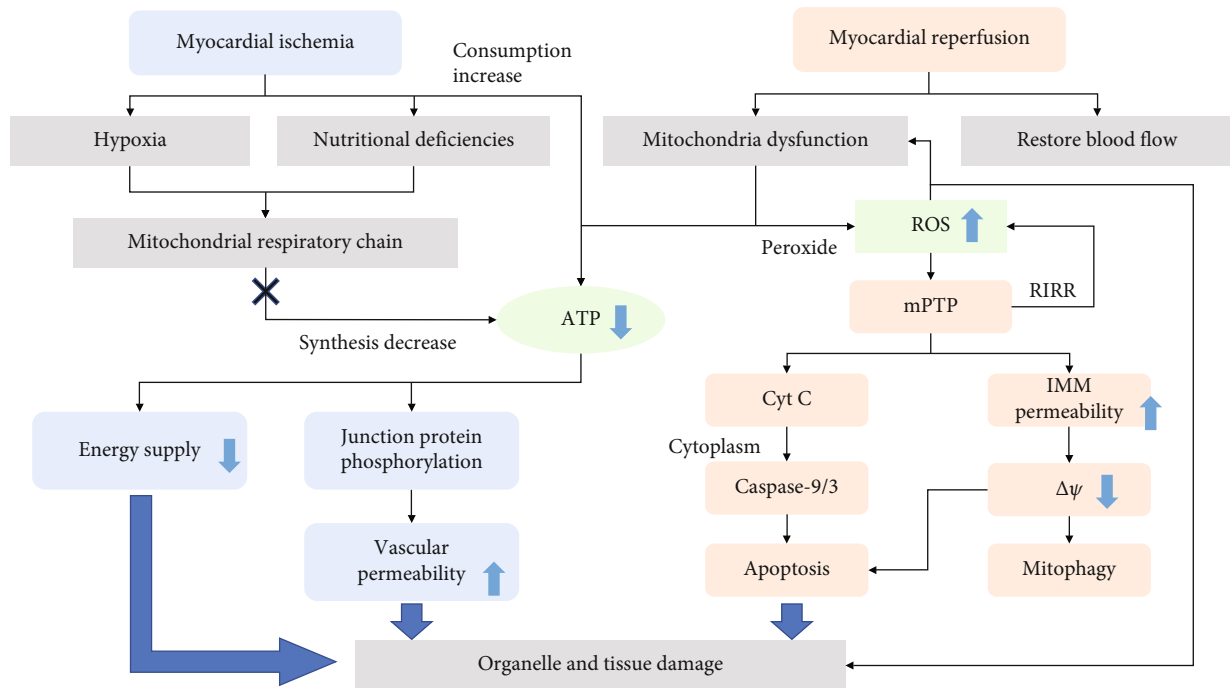 Myocardial ischemia
Consumption
increase
Myocardial reperfusion
Hypoxia
Nutritional deficiencies
Mitochondria dysfunction
Restore blood flow
Mitochondrial respiratory chain
Peroxide
ROS
RIRR
mPTP
ATP
Synthesis decrease
Energy supply
Junction protein
phosphorylation
Cyt C
IMM
permeability
Cytoplasm
Caspase-9/3
Δψ
Vascular
permeability
Apoptosis
Mitophagy
Organelle and tissue damage